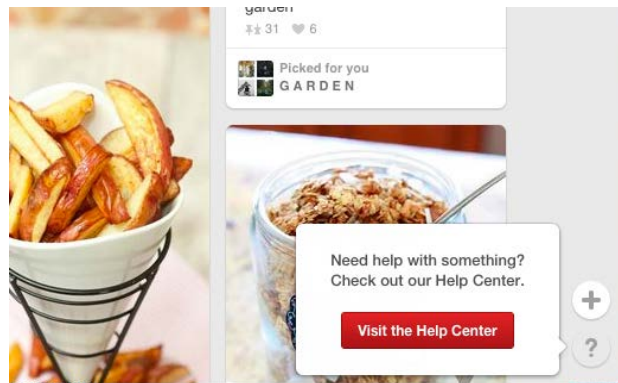 garden
31 6
Picked for you
GARDEN
Need help with something?
Check out our Help Center.
Visit the Help Center
+
?